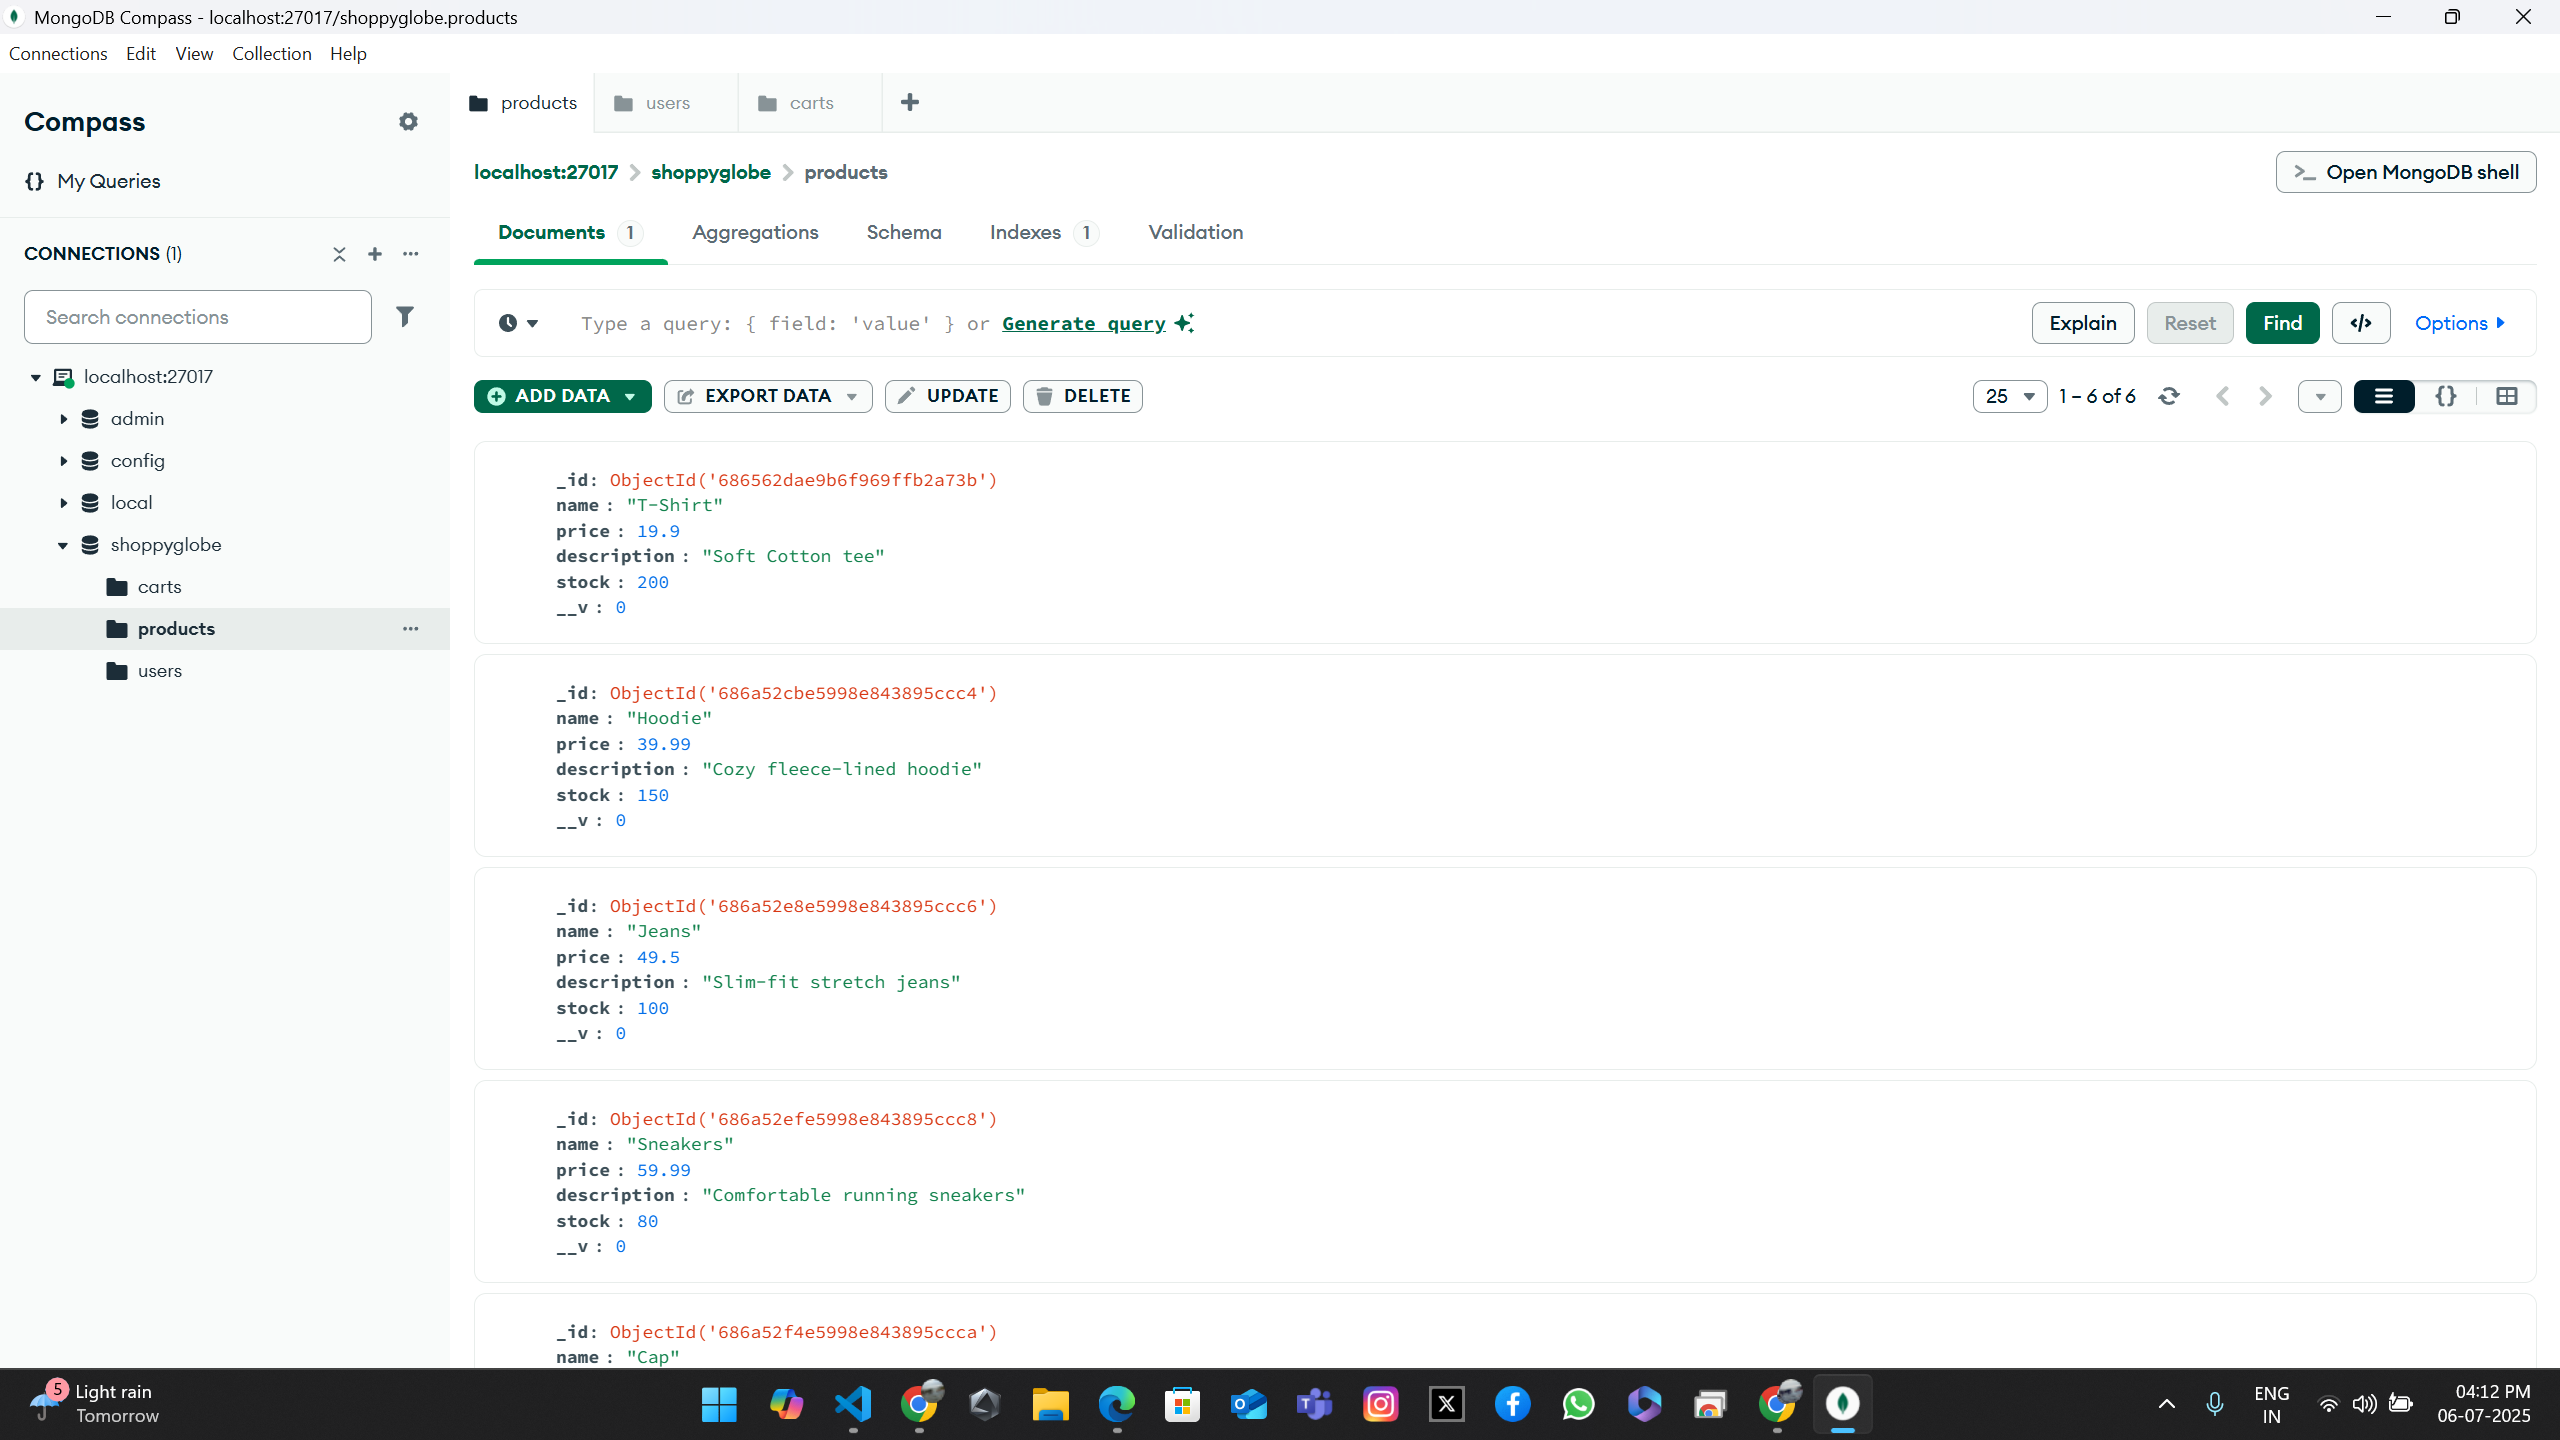 MongoDB Compass - localhost:27017/shoppyglobe.products
Connections Edit View Collection Help
Compass
{} My Queries
CONNECTIONS (1)
Search connections
localhost:27017
admin
config
local
shoppyglobe
carts
products
users
products users carts
localhost:27017 > shoppyglobe > products
>_ Open MongoDB shell
Documents 1 Aggregations Schema Indexes 1 Validation
Type a query: { field: 'value' } or Generate query
Explain Reset Find </> Options
ADD DATA EXPORT DATA UPDATE DELETE
25 1 – 6 of 6 {}
_id: ObjectId('686562dae9b6f969ffb2a73b')
name : "T-Shirt"
price : 19.9
description : "Soft Cotton tee"
stock : 200
__v : 0
_id: ObjectId('686a52cbe5998e843895ccc4')
name : "Hoodie"
price : 39.99
description : "Cozy fleece-lined hoodie"
stock : 150
__v : 0
_id: ObjectId('686a52e8e5998e843895ccc6')
name : "Jeans"
price : 49.5
description : "Slim-fit stretch jeans"
stock : 100
__v : 0
_id: ObjectId('686a52efe5998e843895ccc8')
name : "Sneakers"
price : 59.99
description : "Comfortable running sneakers"
stock : 80
__v : 0
_id: ObjectId('686a52f4e5998e843895ccca')
name : "Cap"
5 Light rain
Tomorrow
ENG
IN
04:12 PM
06-07-2025